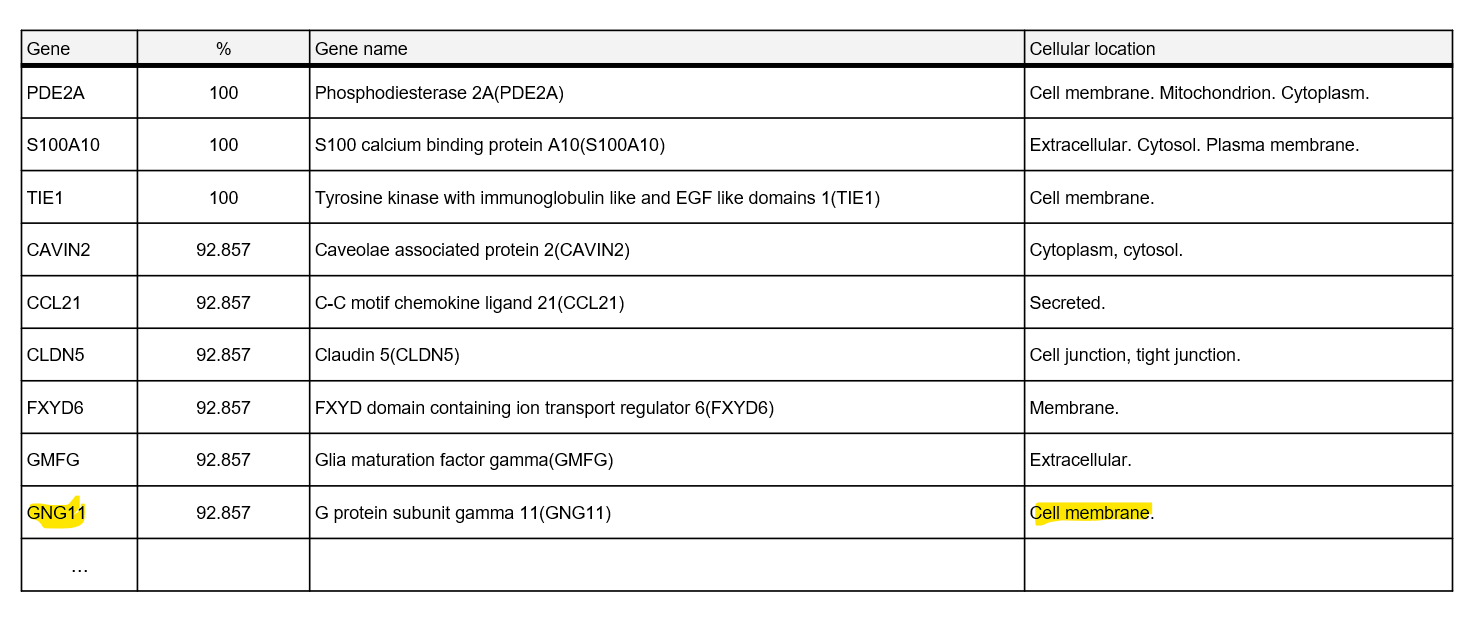 Gene % Gene name Cellular location
PDE2A 100 Phosphodiesterase 2A(PDE2A) Cell membrane. Mitochondrion. Cytoplasm.
S100A10 100 S100 calcium binding protein A10(S100A10) Extracellular. Cytosol. Plasma membrane.
TIE1 100 Tyrosine kinase with immunoglobulin like and EGF like domains 1(TIE1) Cell membrane.
CAVIN2 92.857 Caveolae associated protein 2(CAVIN2) Cytoplasm, cytosol.
CCL21 92.857 C-C motif chemokine ligand 21(CCL21) Secreted.
CLDN5 92.857 Claudin 5(CLDN5) Cell junction, tight junction.
FXYD6 92.857 FXYD domain containing ion transport regulator 6(FXYD6) Membrane.
GMFG 92.857 Glia maturation factor gamma(GMFG) Extracellular.
GNG11 92.857 G protein subunit gamma 11(GNG11) Cell membrane.
…